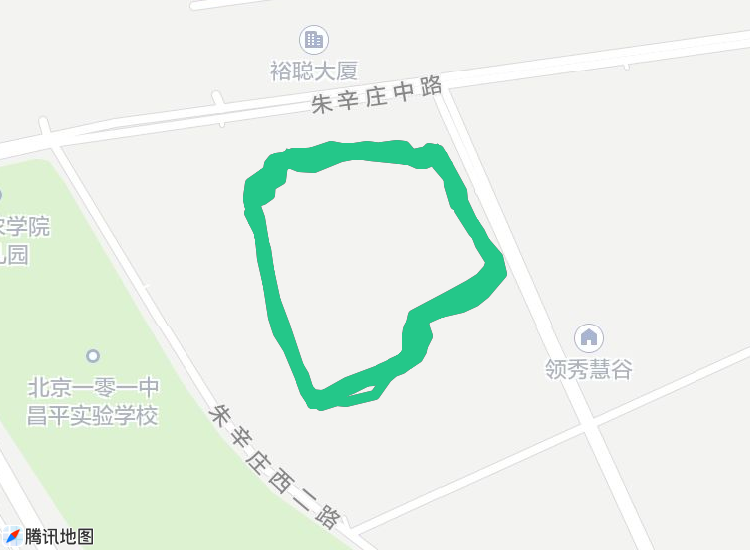 裕聪大厦
朱辛庄中路
农学院
儿园
领秀慧谷
北京一零一中
昌平实验学校
朱辛庄西二路
腾讯地图